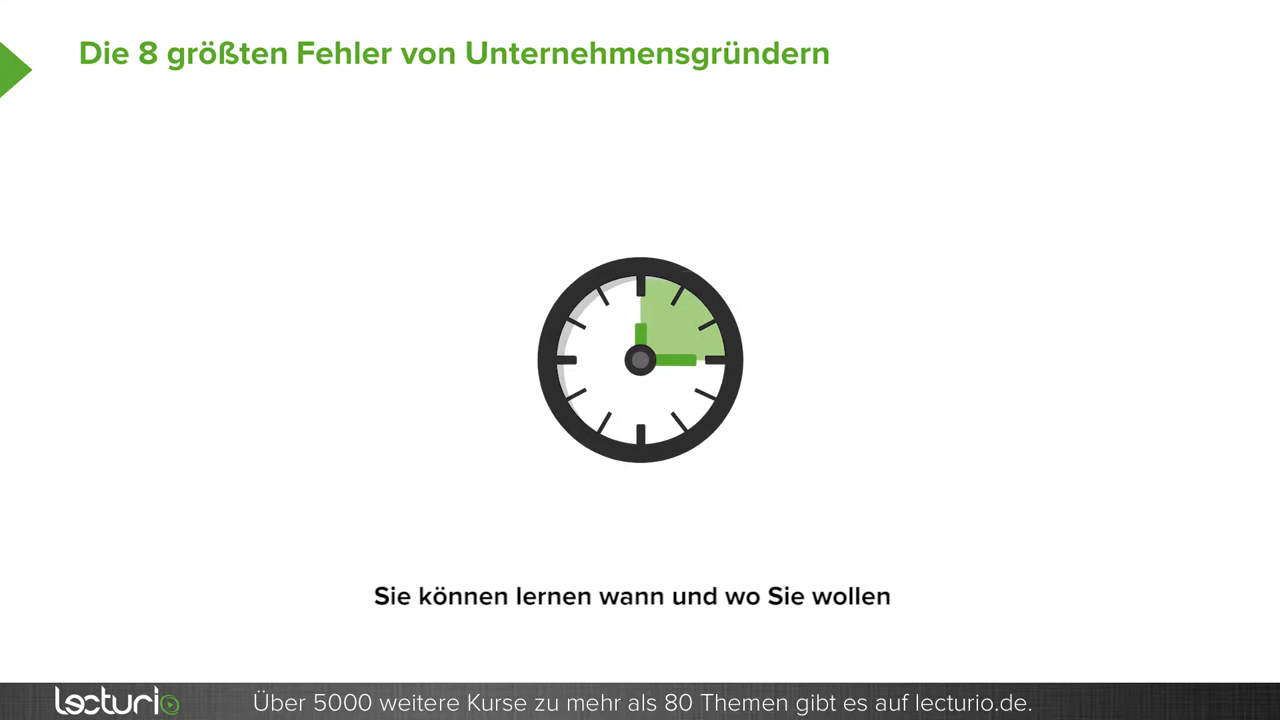 Die 8 größten Fehler von Unternehmensgründern
Sie können lernen wann und wo Sie wollen
lecturio
Über 5000 weitere Kurse zu mehr als 80 Themen gibt es auf lecturio.de.